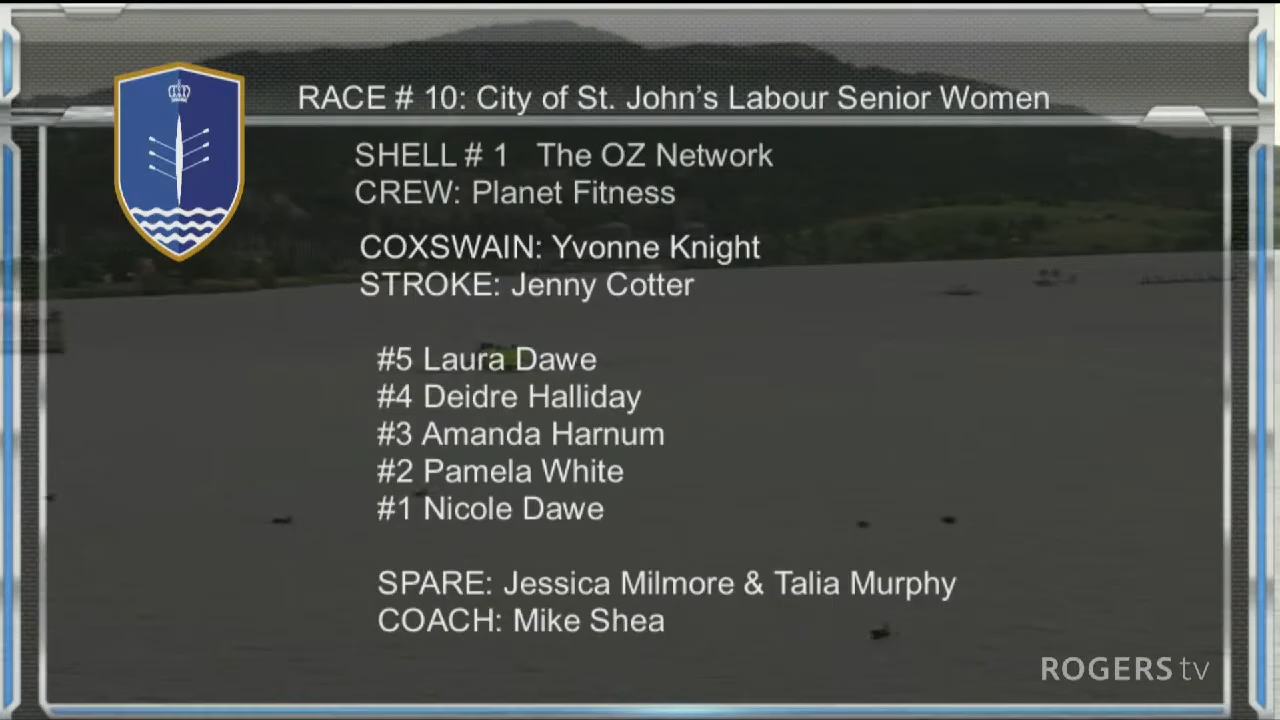 RACE # 10: City of St. John’s Labour Senior Women
SHELL # 1 The OZ Network
CREW: Planet Fitness
COXSWAIN: Yvonne Knight
STROKE: Jenny Cotter
#5 Laura Dawe
#4 Deidre Halliday
#3 Amanda Harnum
#2 Pamela White
#1 Nicole Dawe
SPARE: Jessica Milmore & Talia Murphy
COACH: Mike Shea
ROGERS tv